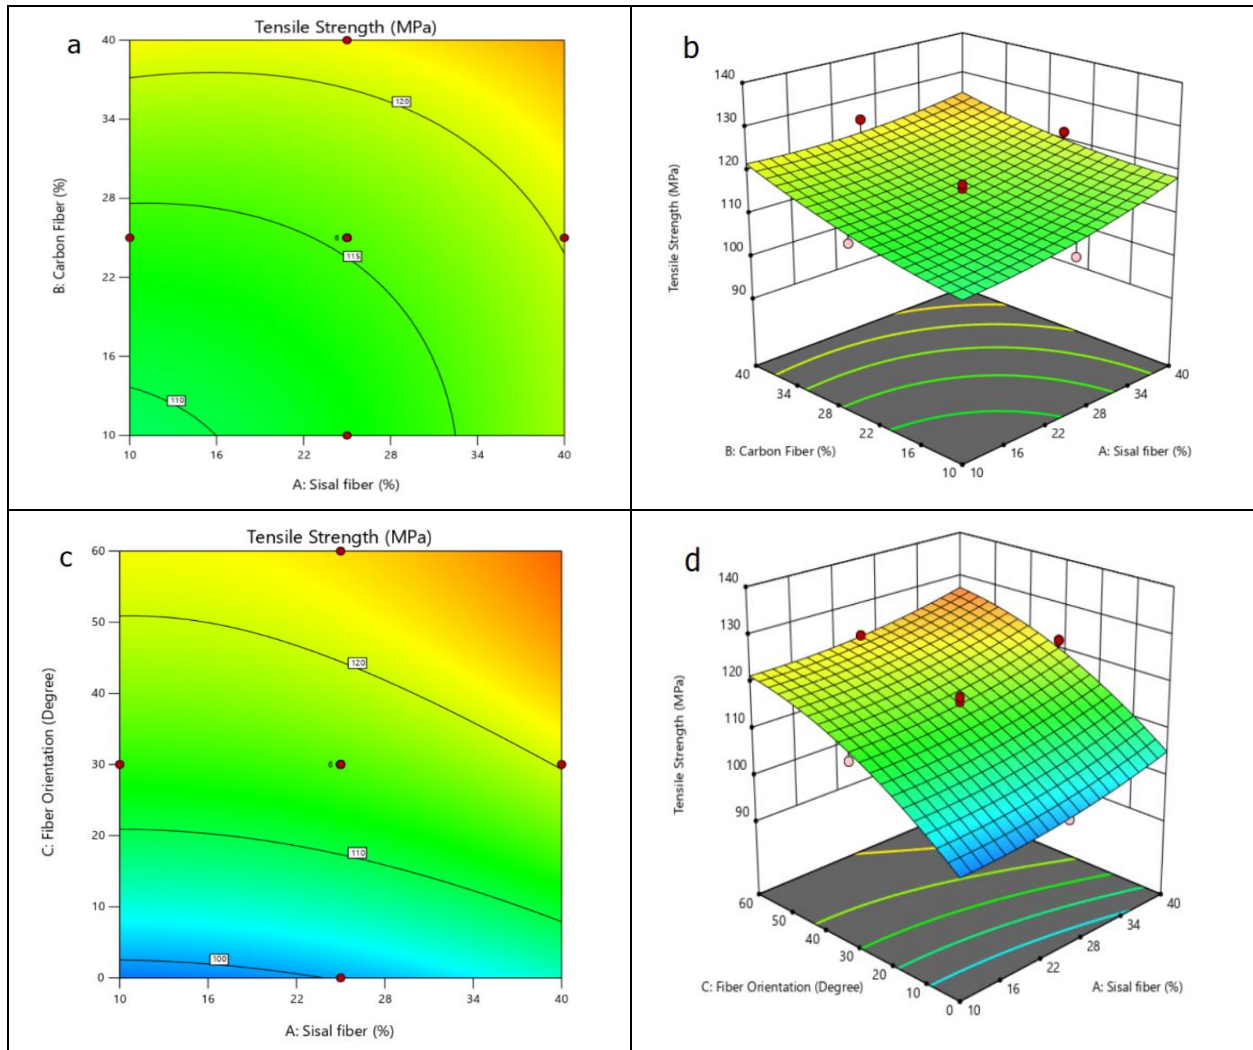 a
Tensile Strength (MPa)
B: Carbon Fiber (%)
40
34
28
22
16
10
120
6
115
110
10 16 22 28 34 40
A: Sisal fiber (%)
b
Tensile Strength (MPa)
140
130
120
110
100
90
40 34 28 22 16 10
10 16 22 28 34 40
B: Carbon Fiber (%)
A: Sisal fiber (%)
c
Tensile Strength (MPa)
C: Fiber Orientation (Degree)
60
50
40
30
20
10
0
120
6
110
100
10 16 22 28 34 40
A: Sisal fiber (%)
d
Tensile Strength (MPa)
140
130
120
110
100
90
60 50 40 30 20 10 0
10 16 22 28 34 40
C: Fiber Orientation (Degree)
A: Sisal fiber (%)